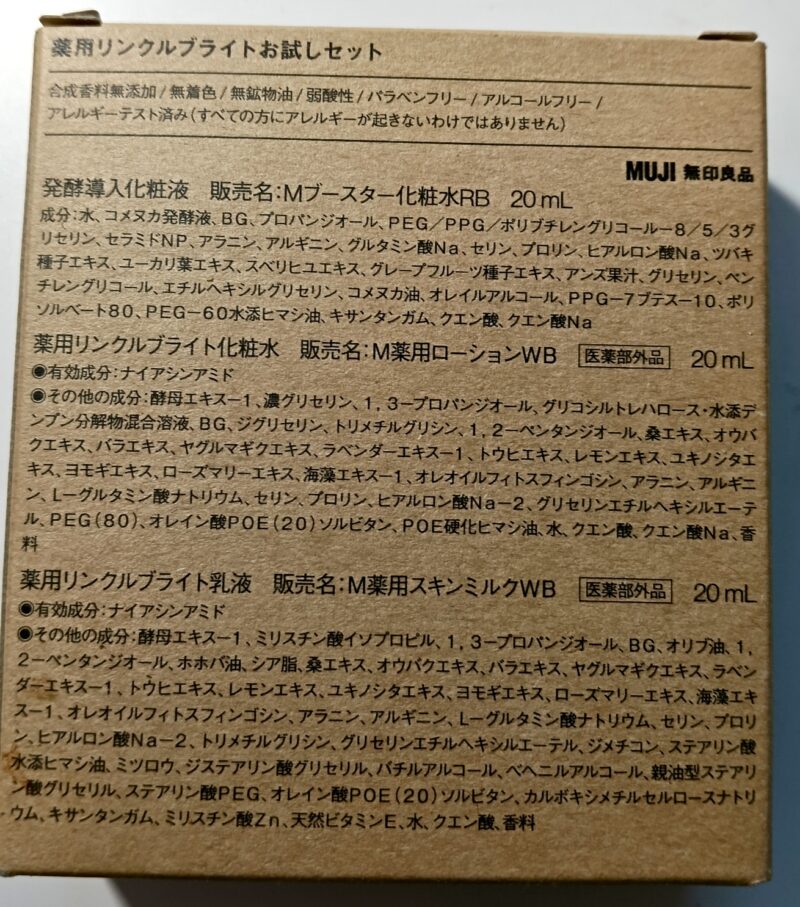 薬用リンクルブライトお試しセット
合成香料無添加/無着色/無鉱物油/弱酸性/パラベンフリー/アルコールフリー/
アレルギーテスト済み(すべての方にアレルギーが起きないわけではありません)
MUJI 無印良品
発酵導入化粧液 販売名:Mブースター化粧水RB 20mL
成分:水、コメヌカ発酵液、BG、プロパンジオール、PEG/PPG/ポリブチレングリコール-8/5/3グ
リセリン、セラミドNP、アラニン、アルギニン、グルタミン酸Na、セリン、プロリン、ヒアルロン酸Na、ツバキ
種子エキス、ユーカリ葉エキス、スベリヒユエキス、グレープフルーツ種子エキス、アンズ果汁、グリセリン、ペン
チレングリコール、エチルヘキシルグリセリン、コメヌカ油、オレイルアルコール、PPG-7ブテス-10、ポリ
ソルベート80、PEG-60水添ヒマシ油、キサンタンガム、クエン酸、クエン酸Na
薬用リンクルブライト化粧水 販売名:M薬用ローションWB 医薬部外品 20mL
◉有効成分:ナイアシンアミド
◉その他の成分:酵母エキス-1、濃グリセリン、1,3-プロパンジオール、グリコシルトレハロース・水添デ
ンプン分解物混合溶液、BG、ジグリセリン、トリメチルグリシン、1,2-ペンタンジオール、桑エキス、オウバ
クエキス、バラエキス、ヤグルマギクエキス、ラベンダーエキス-1、トウヒエキス、レモンエキス、ユキノシタエ
キス、ヨモギエキス、ローズマリーエキス、海藻エキス-1、オレオイルフィトスフィンゴシン、アラニン、アルギニ
ン、L-グルタミン酸ナトリウム、セリン、プロリン、ヒアルロン酸Na-2、グリセリンエチルヘキシルエーテ
ル、PEG(80)、オレイン酸POE(20)ソルビタン、POE硬化ヒマシ油、水、クエン酸、クエン酸Na、香
料
薬用リンクルブライト乳液 販売名:M薬用スキンミルクWB 医薬部外品 20mL
◉有効成分:ナイアシンアミド
◉その他の成分:酵母エキス-1、ミリスチン酸イソプロピル、1,3-プロパンジオール、BG、オリブ油、1,
2-ペンタンジオール、ホホバ油、シア脂、桑エキス、オウバクエキス、バラエキス、ヤグルマギクエキス、ラベン
ダーエキス-1、トウヒエキス、レモンエキス、ユキノシタエキス、ヨモギエキス、ローズマリーエキス、海藻エキ
ス-1、オレオイルフィトスフィンゴシン、アラニン、アルギニン、L-グルタミン酸ナトリウム、セリン、プロリ
ン、ヒアルロン酸Na-2、トリメチルグリシン、グリセリンエチルヘキシルエーテル、ジメチコン、ステアリン酸
水添ヒマシ油、ミツロウ、ジステアリン酸グリセリル、バチルアルコール、ベヘニルアルコール、親油型ステアリ
ン酸グリセリル、ステアリン酸PEG、オレイン酸POE(20)ソルビタン、カルボキシメチルセルロースナトリ
ウム、キサンタンガム、ミリスチン酸Zn、天然ビタミンE、水、クエン酸、香料